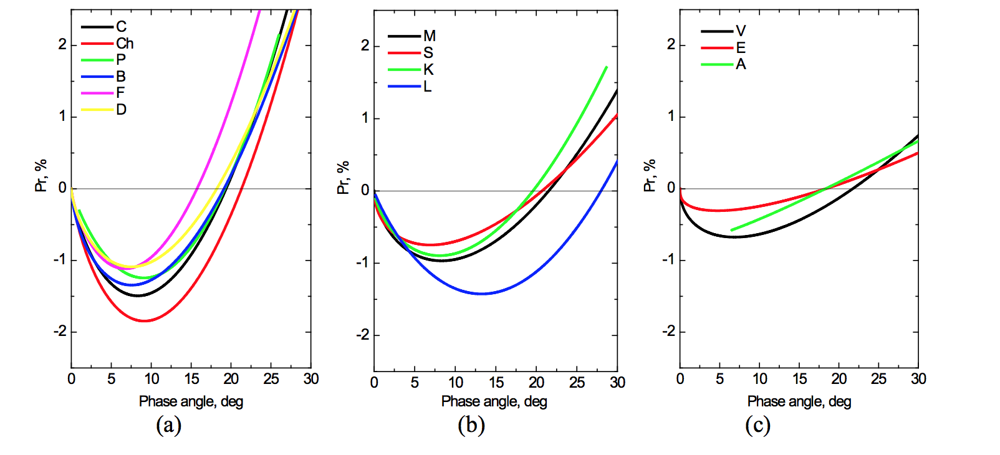 C
Ch
P
B
F
D
2
1
0
-1
-2
Pr, %
0 5 10 15 20 25 30
Phase angle, deg
(a)
M
S
K
L
2
1
0
-1
-2
Pr, %
0 5 10 15 20 25 30
Phase angle, deg
(b)
V
E
A
2
1
0
-1
-2
Pr, %
0 5 10 15 20 25 30
Phase angle, deg
(c)